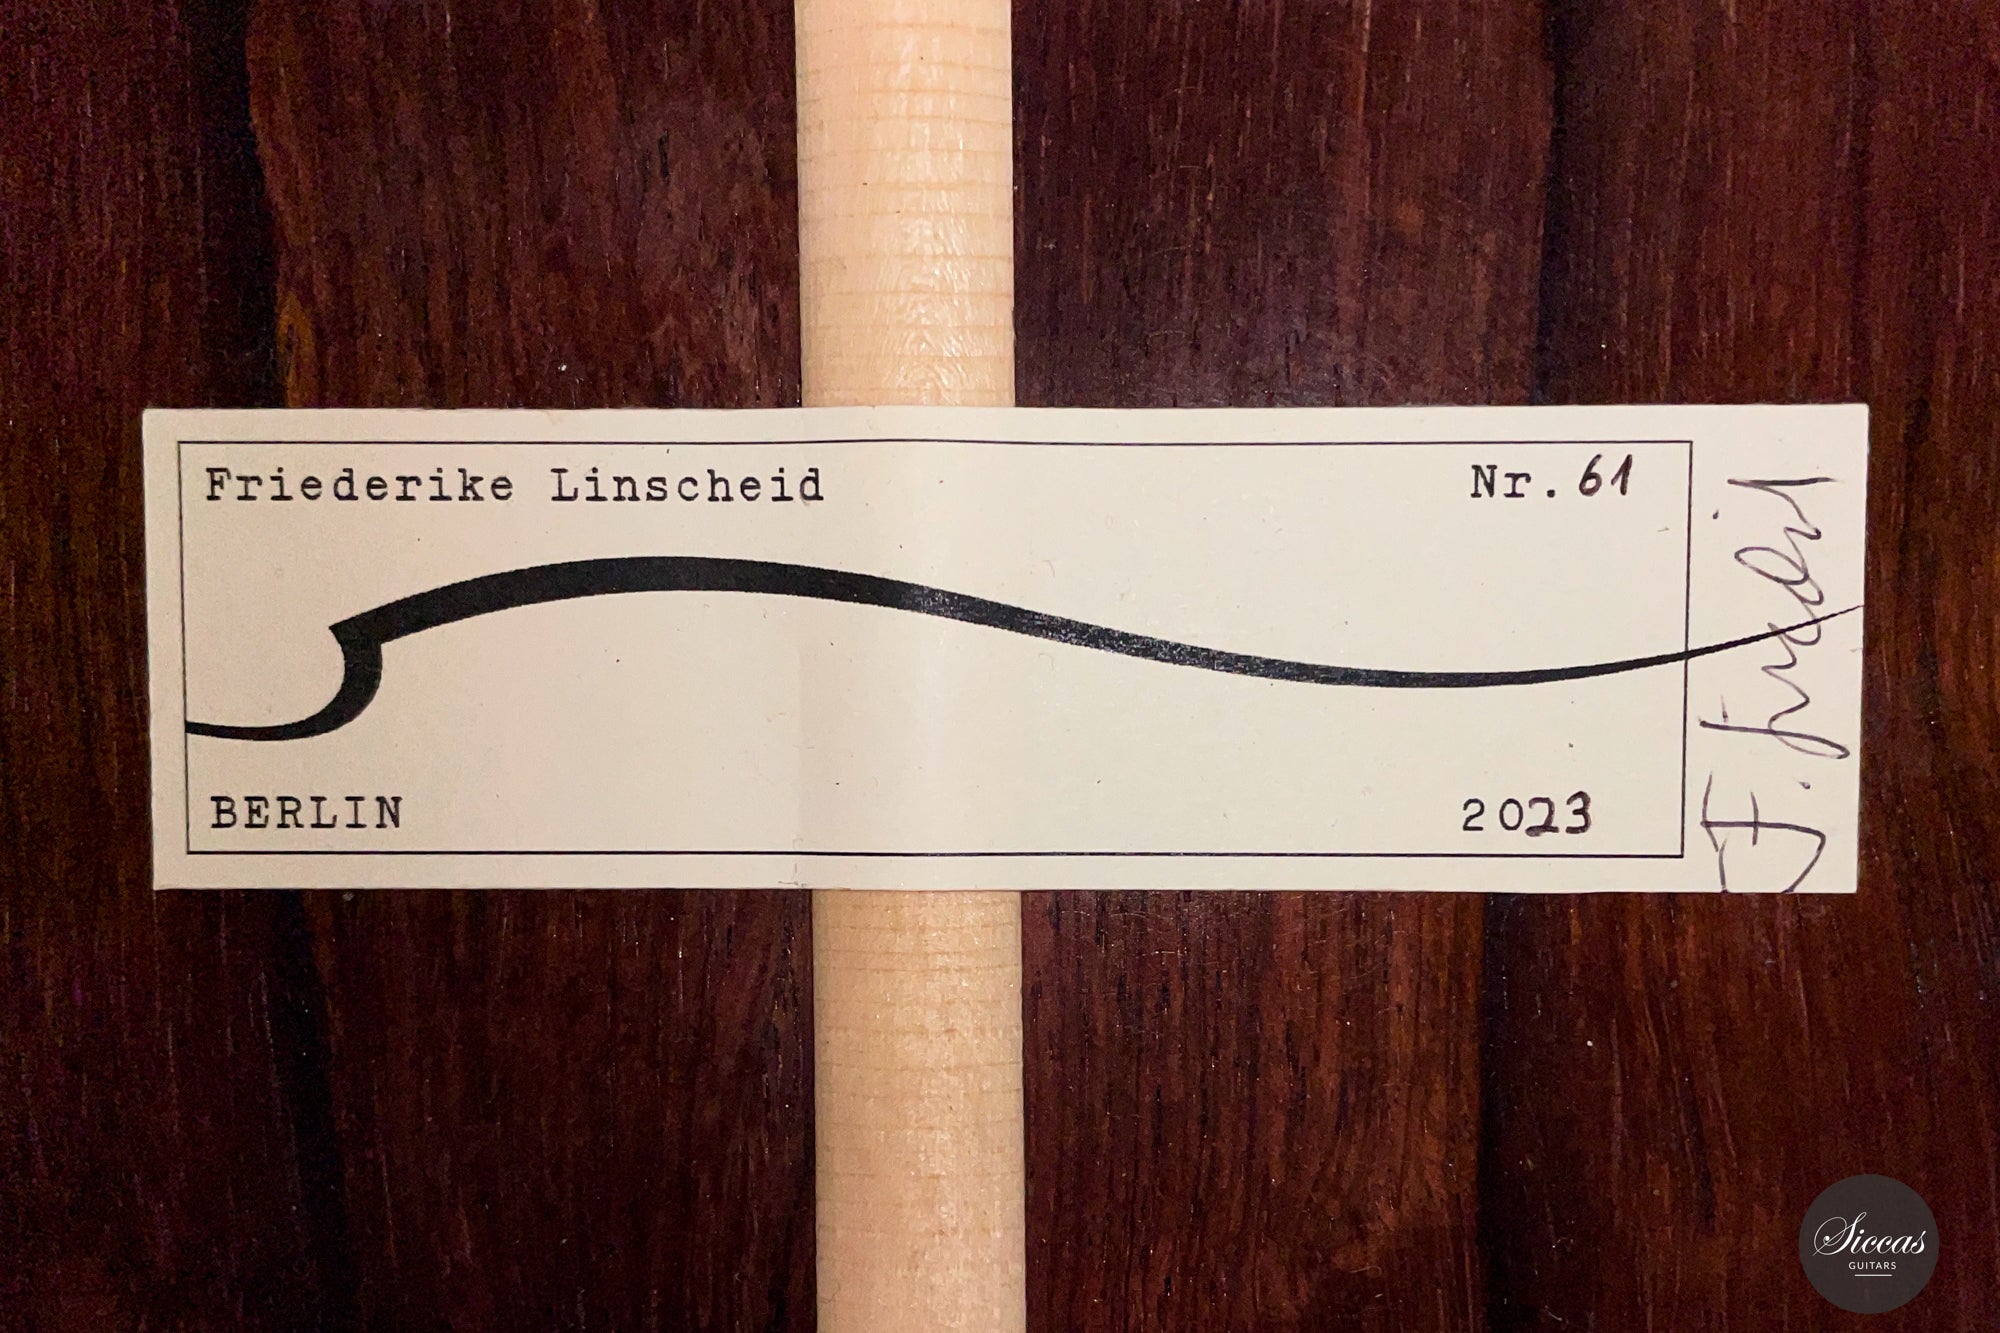 Friederike Linscheid
Nr. 61
BERLIN
2023
Siccas
GUITARS